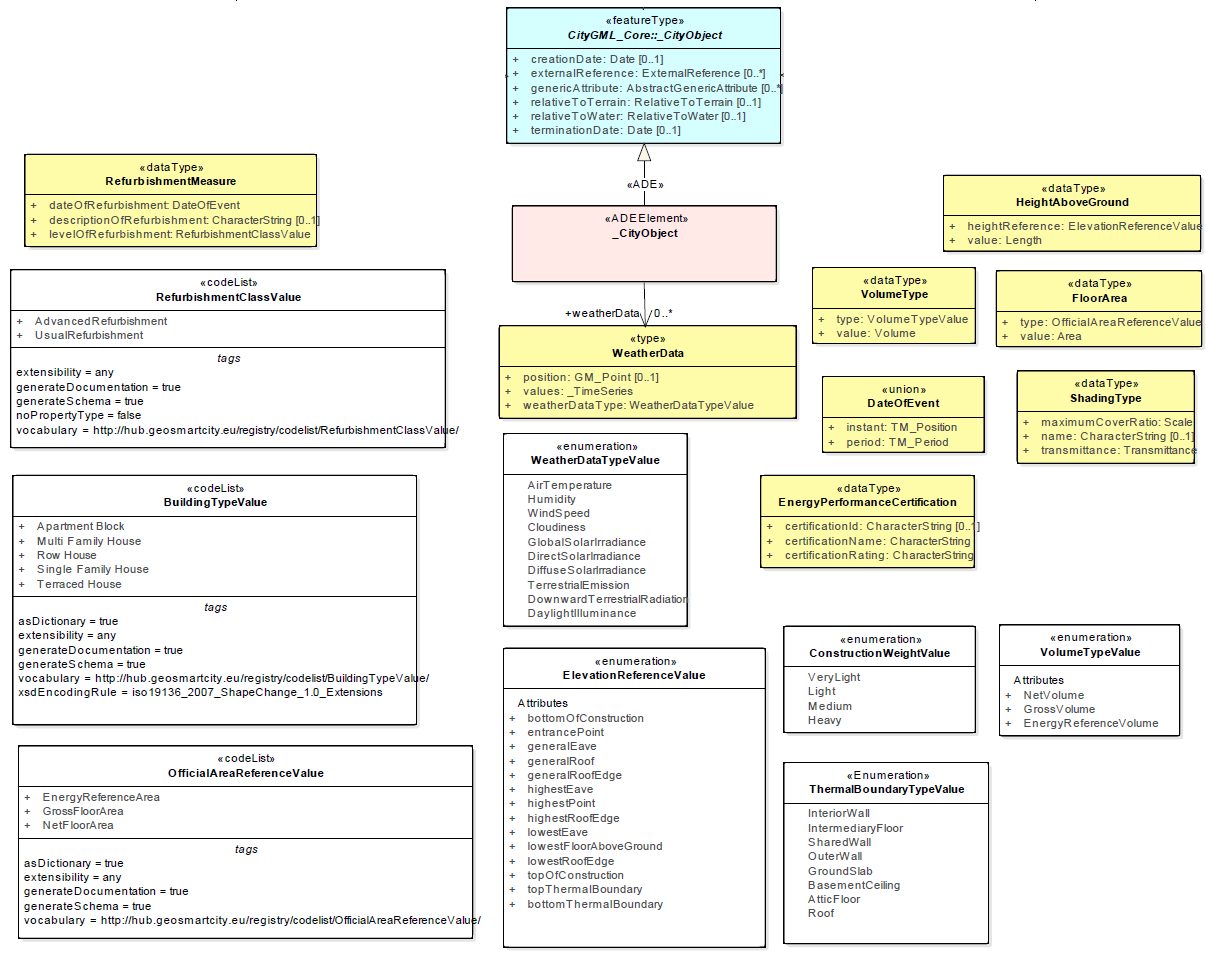 «featureType»
CityGML_Core::_CityObject
+ creationDate: Date [0..1]
+ externalReference: ExternalReference [0..*]
+ genericAttribute: AbstractGenericAttribute [0..*]
+ relativeToTerrain: RelativeToTerrain [0..1]
+ relativeToWater: RelativeToWater [0..1]
+ terminationDate: Date [0..1]
«ADE»
«ADEElement»
_CityObject
+weatherData 0..*
«type»
WeatherData
+ position: GM_Point [0..1]
+ values: _TimeSeries
+ weatherDataType: WeatherDataTypeValue
«dataType»
RefurbishmentMeasure
+ dateOfRefurbishment: DateOfEvent
+ descriptionOfRefurbishment: CharacterString [0..1]
+ levelOfRefurbishment: RefurbishmentClassValue
«codeList»
RefurbishmentClassValue
+ AdvancedRefurbishment
+ UsualRefurbishment
tags
extensibility = any
generateDocumentation = true
generateSchema = true
noPropertyType = false
vocabulary = http://hub.geosmartcity.eu/registry/codelist/RefurbishmentClassValue/
«codeList»
BuildingTypeValue
+ Apartment Block
+ Multi Family House
+ Row House
+ Single Family House
+ Terraced House
tags
asDictionary = true
extensibility = any
generateDocumentation = true
generateSchema = true
vocabulary = http://hub.geosmartcity.eu/registry/codelist/BuildingTypeValue/
xsdEncodingRule = iso19136_2007_ShapeChange_1.0_Extensions
«codeList»
OfficialAreaReferenceValue
+ EnergyReferenceArea
+ GrossFloorArea
+ NetFloorArea
tags
asDictionary = true
extensibility = any
generateDocumentation = true
generateSchema = true
vocabulary = http://hub.geosmartcity.eu/registry/codelist/OfficialAreaReferenceValue/
«enumeration»
WeatherDataTypeValue
AirTemperature
Humidity
WindSpeed
Cloudiness
GlobalSolarIrradiance
DirectSolarIrradiance
DiffuseSolarIrradiance
TerrestrialEmission
DownwardTerrestrialRadiation
DaylightIlluminance
«enumeration»
ElevationReferenceValue
Attributes
+ bottomOfConstruction
+ entrancePoint
+ generalEave
+ generalRoof
+ generalRoofEdge
+ highestEave
+ highestPoint
+ highestRoofEdge
+ lowestEave
+ lowestFloorAboveGround
+ lowestRoofEdge
+ topOfConstruction
+ topThermalBoundary
+ bottomThermalBoundary
«dataType»
HeightAboveGround
+ heightReference: ElevationReferenceValue
+ value: Length
«dataType»
VolumeType
+ type: VolumeTypeValue
+ value: Volume
«dataType»
FloorArea
+ type: OfficialAreaReferenceValue
+ value: Area
«union»
DateOfEvent
+ instant: TM_Position
+ period: TM_Period
«dataType»
ShadingType
+ maximumCoverRatio: Scale
+ name: CharacterString [0..1]
+ transmittance: Transmittance
«dataType»
EnergyPerformanceCertification
+ certificationId: CharacterString [0..1]
+ certificationName: CharacterString
+ certificationRating: CharacterString
«enumeration»
ConstructionWeightValue
VeryLight
Light
Medium
Heavy
«enumeration»
VolumeTypeValue
Attributes
+ NetVolume
+ GrossVolume
+ EnergyReferenceVolume
«Enumeration»
ThermalBoundaryTypeValue
InteriorWall
IntermediaryFloor
SharedWall
OuterWall
GroundSlab
BasementCeiling
AtticFloor
Roof